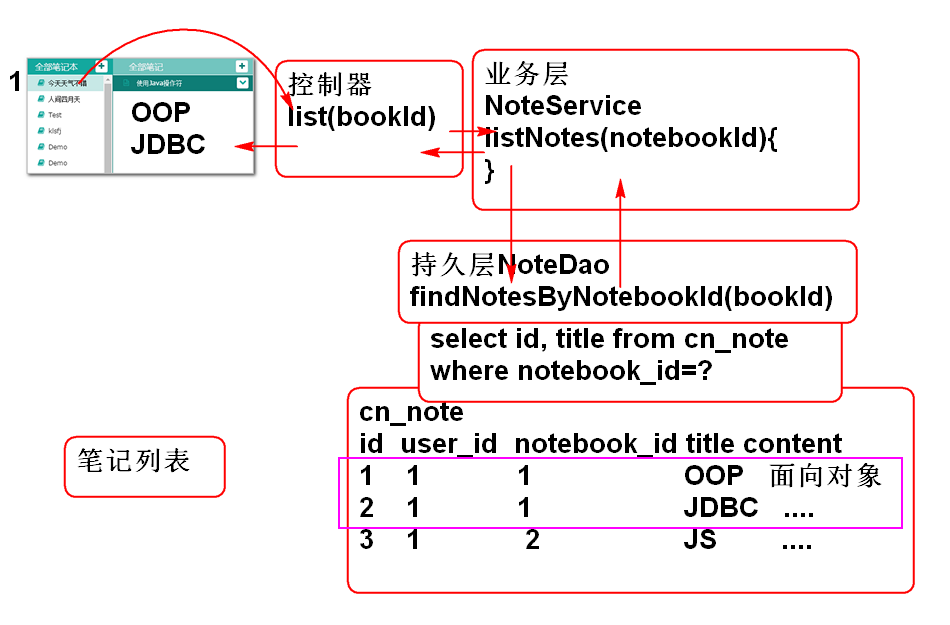 1
全部笔记本 +
今天天气不错
人间四月天
Test
klsfj
Demo
Demo
全部笔记 +
使用Java操作符
OOP
JDBC
控制器
list(bookId)
业务层
NoteService
listNotes(notebookId){
}
持久层NoteDao
findNotesByNotebookId(bookId)
select id, title from cn_note
where notebook_id=?
笔记列表
cn_note
id user_id notebook_id title content
1 1 1 OOP 面向对象
2 1 1 JDBC ....
3 1 2 JS ....